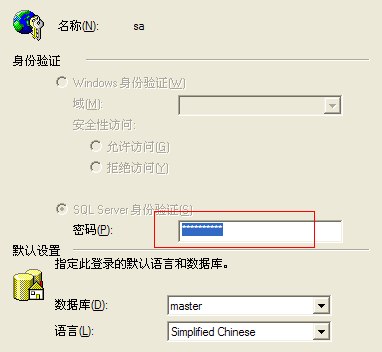 名称(N): sa
身份验证
Windows 身份验证(W)
域(M):
安全性访问:
允许访问(G)
拒绝访问(Y)
SQL Server 身份验证(S)
密码(P): **********
默认设置
指定此登录的默认语言和数据库。
数据库(D): master
语言(L): Simplified Chinese